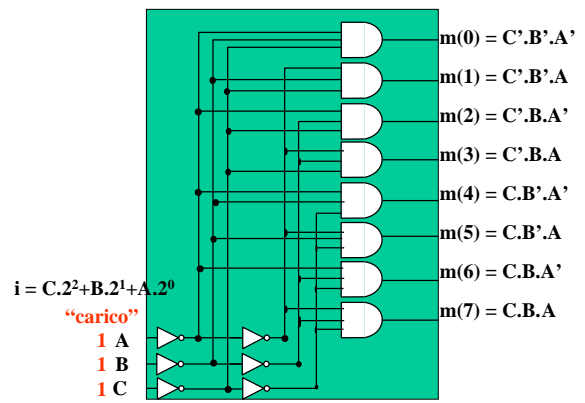 m(0) = C'.B'.A'
m(1) = C'.B'.A
m(2) = C'.B.A'
m(3) = C'.B.A
m(4) = C.B'.A'
m(5) = C.B'.A
m(6) = C.B.A'
m(7) = C.B.A
i = C.2²+B.2¹+A.2⁰
“carico”
1 A
1 B
1 C